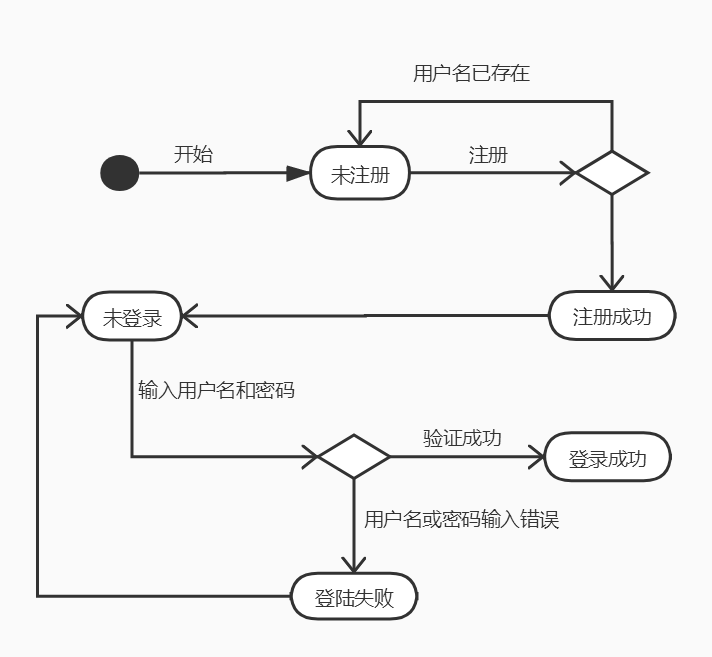 用户名已存在
开始
未注册
注册
注册成功
未登录
输入用户名和密码
验证成功
登录成功
用户名或密码输入错误
登陆失败